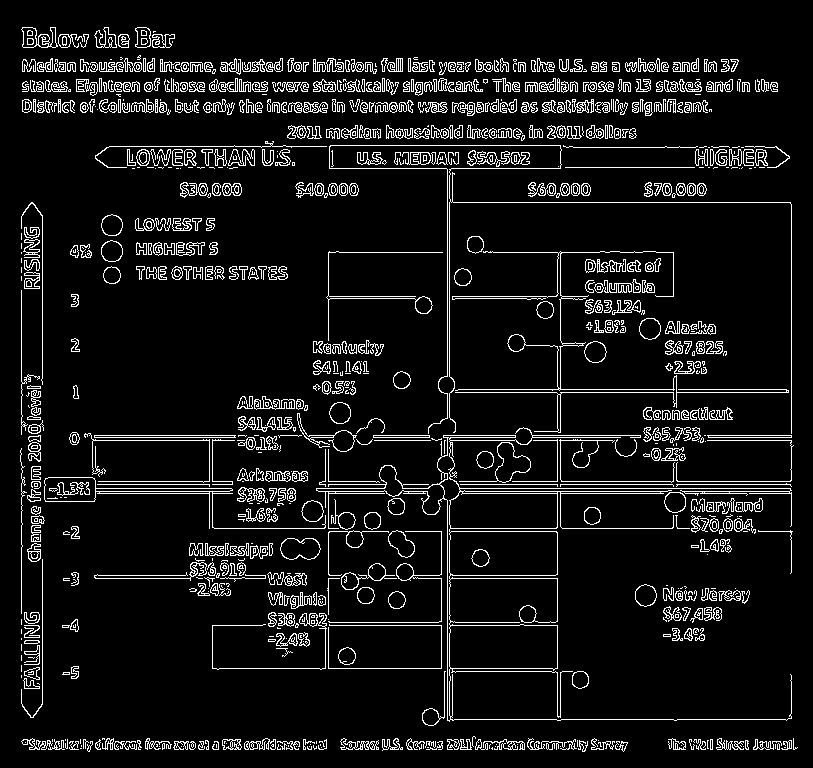 Below the Bar
Median household income, adjusted for inflation, fell last year both in the U.S. as a whole and in 37
states. Eighteen of those declines were statistically significant.* The median rose in 13 states and in the
District of Columbia, but only the increase in Vermont was regarded as statistically significant.
2011 median household income, in 2011 dollars
LOWER THAN U.S.
U.S. MEDIAN $50,502
HIGHER
$30,000
$40,000
$60,000
$70,000
RISING
LOWEST 5
HIGHEST 5
THE OTHER STATES
4%
3
2
1
0
-1.3%
-2
-3
-4
-5
Change from 2010 level
FALLING
District of
Columbia
$63,124,
+1.8%
Alaska
$67,825,
+2.3%
Kentucky
$41,141
+0.5%
Alabama,
$41,415,
-0.1%,
Connecticut
$65,753,
-0.2%
Arkansas
$38,758
-1.6%
Maryland
$70,004,
-1.4%
Mississippi
$36,919
-2.4%
West
Virginia
$38,482
-2.4%
New Jersey
$67,458
-3.4%
*Statistically different from zero at a 90% confidence level
Source: U.S. Census 2011 American Community Survey
The Wall Street Journal